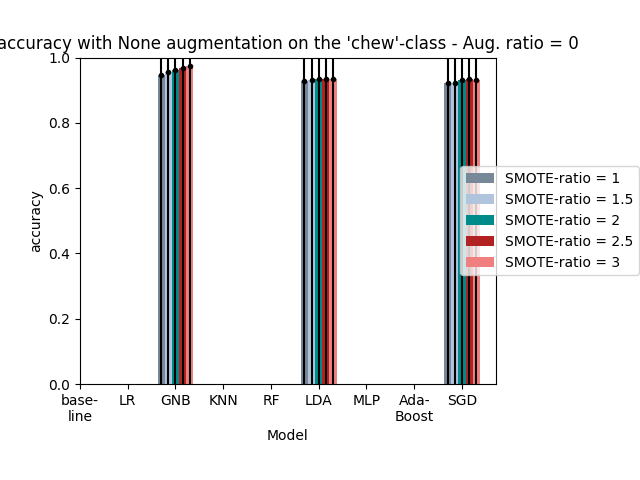 accuracy with None augmentation on the 'chew'-class - Aug. ratio = 0
1.0
0.8
0.6
0.4
0.2
0.0
accuracy
SMOTE-ratio = 1
SMOTE-ratio = 1.5
SMOTE-ratio = 2
SMOTE-ratio = 2.5
SMOTE-ratio = 3
base-
line
LR
GNB
KNN
RF
LDA
MLP
Ada-
Boost
SGD
Model